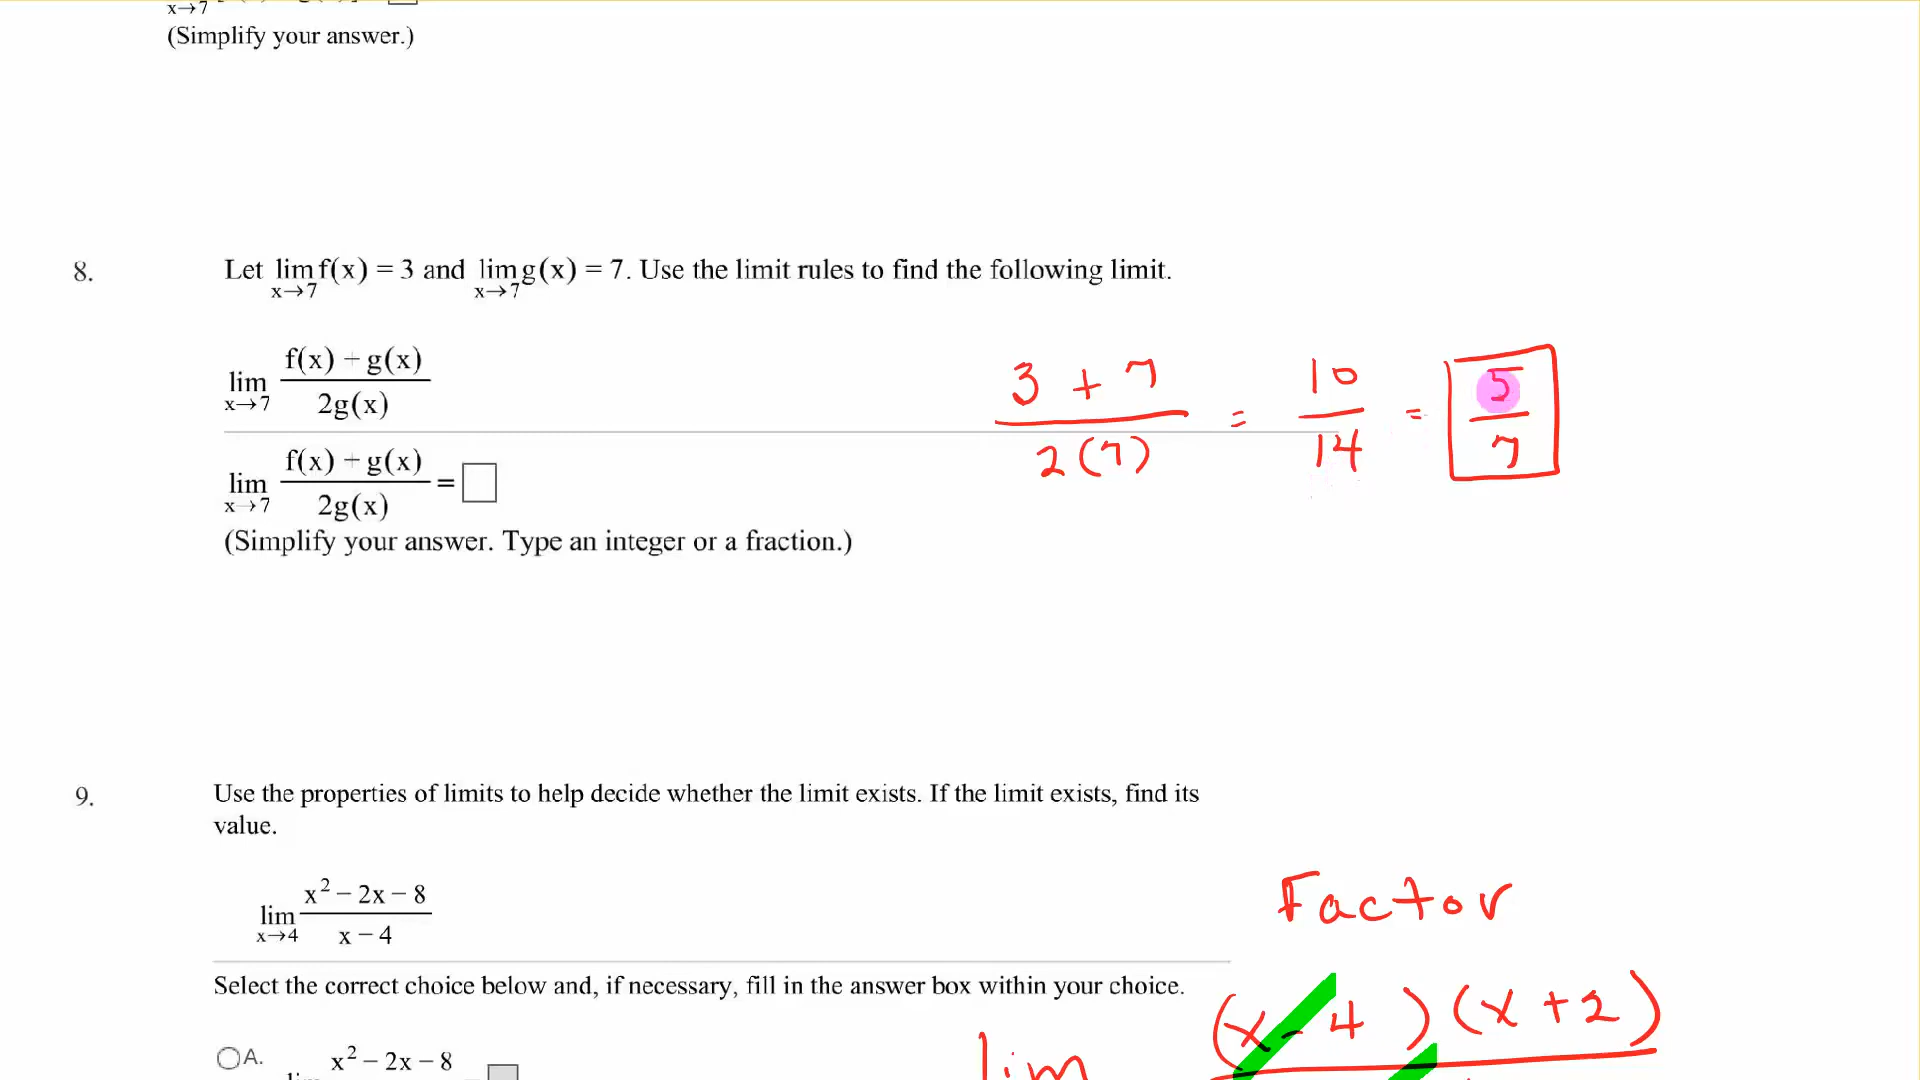 x→7
(Simplify your answer.)
8. Let lim f(x) = 3 and lim g(x) = 7. Use the limit rules to find the following limit.
x→7 x→7
f(x) + g(x)
lim
x→7 2g(x)
3 + 7
2(7)
= 10
14
= 5
7
f(x) + g(x)
lim =
x→7 2g(x)
(Simplify your answer. Type an integer or a fraction.)
9. Use the properties of limits to help decide whether the limit exists. If the limit exists, find its
value.
x² − 2x − 8
lim
x→4 x − 4
Factor
Select the correct choice below and, if necessary, fill in the answer box within your choice.
(x - 4)(x + 2)
lim
A. x² − 2x − 8